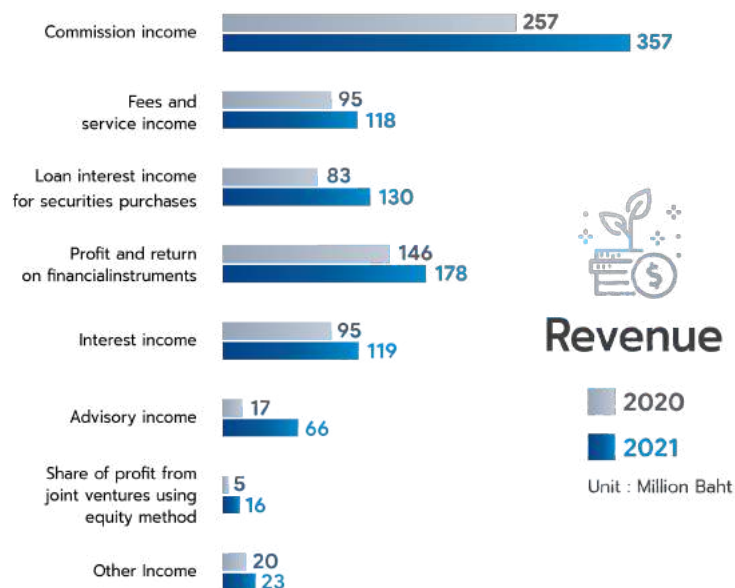 Commission income
257
357
Fees and
service income
95
118
Loan interest income
for securities purchases
83
130
Profit and return
on financialinstruments
146
178
Interest income
95
119
Advisory income
17
66
Share of profit from
joint ventures using
equity method
5
16
Other Income
20
23
$
Revenue
2020
2021
Unit : Million Baht